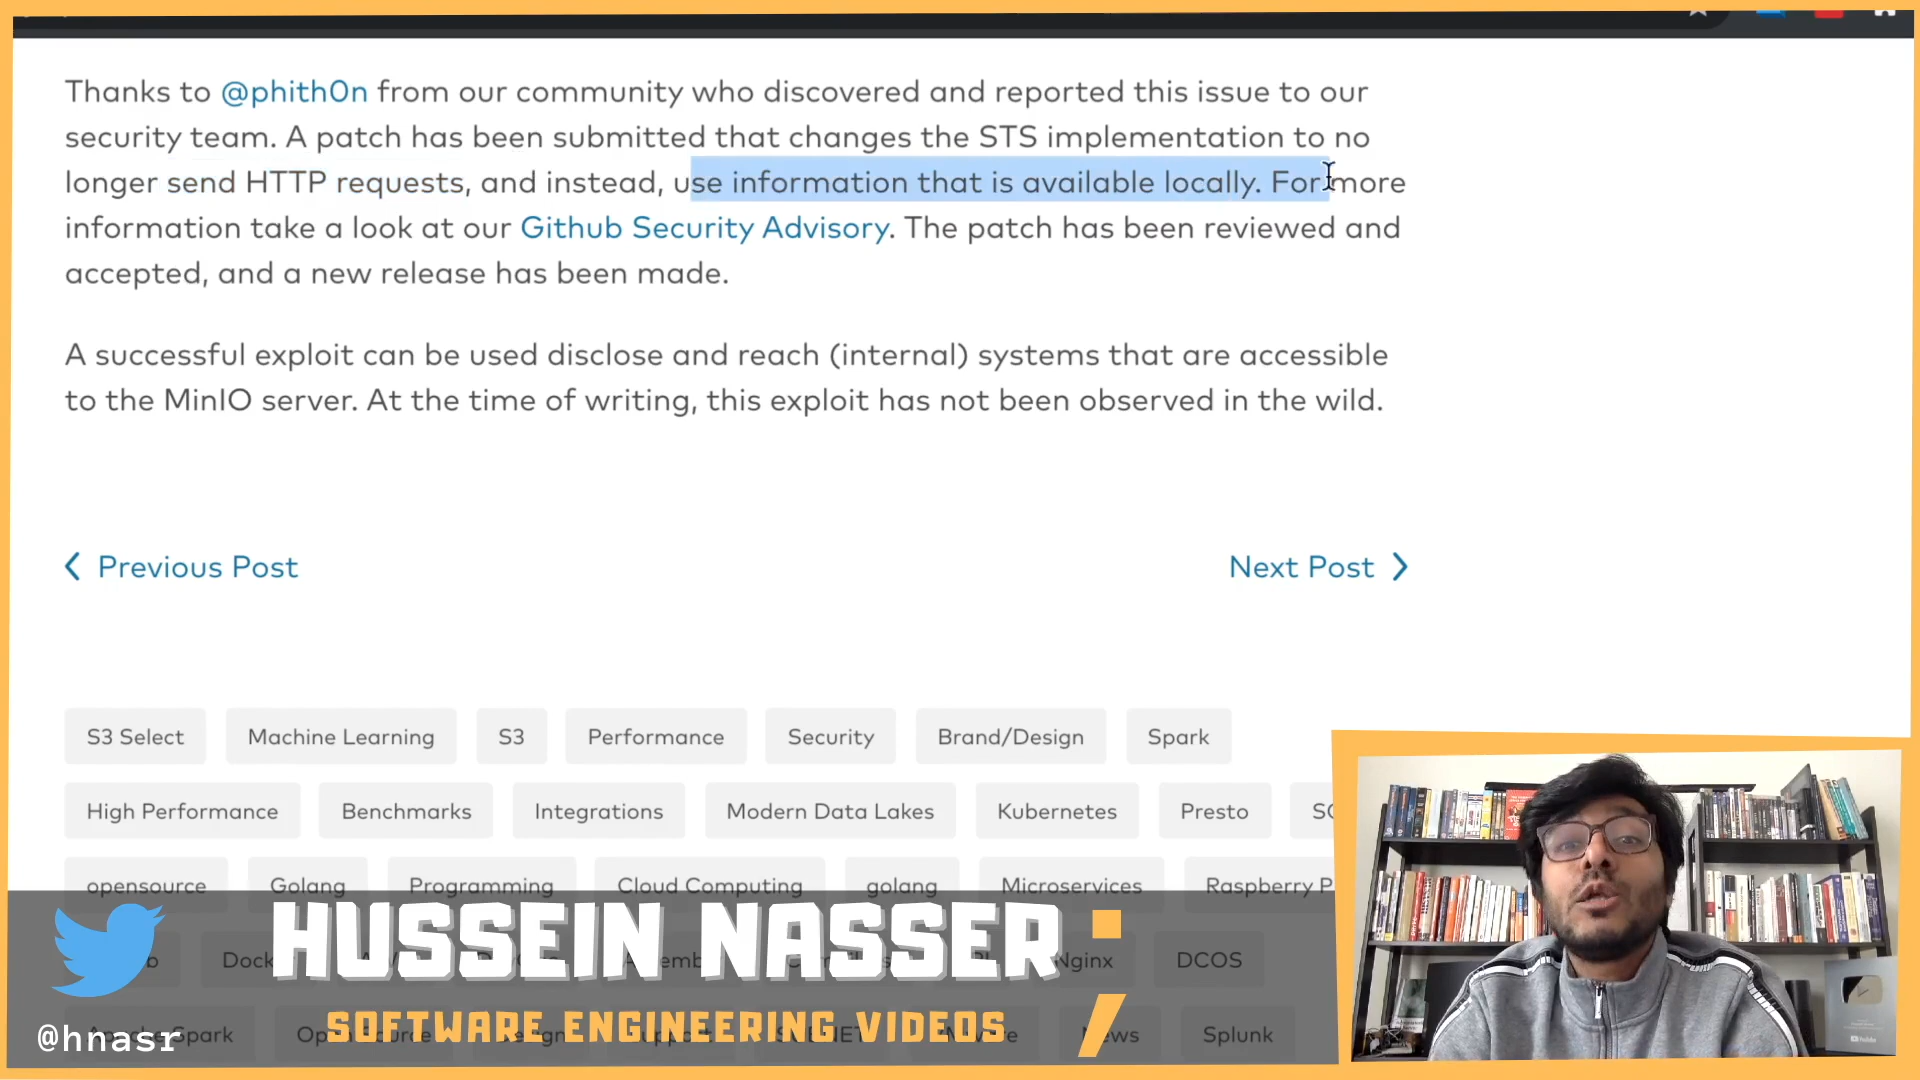 Thanks to @phith0n from our community who discovered and reported this issue to our
security team. A patch has been submitted that changes the STS implementation to no
longer send HTTP requests, and instead, use information that is available locally. For more
information take a look at our Github Security Advisory. The patch has been reviewed and
accepted, and a new release has been made.
A successful exploit can be used disclose and reach (internal) systems that are accessible
to the MinIO server. At the time of writing, this exploit has not been observed in the wild.
Previous Post
Next Post
S3 Select
Machine Learning
S3
Performance
Security
Brand/Design
Spark
High Performance
Benchmarks
Integrations
Modern Data Lakes
Kubernetes
Presto
opensource
Golang
Programming
Cloud Computing
golang
Microservices
Raspberry P
HUSSEIN NASSER;
Nginx
DCOS
SOFTWARE ENGINEERING VIDEOS
@hnasr
Spark
Splunk